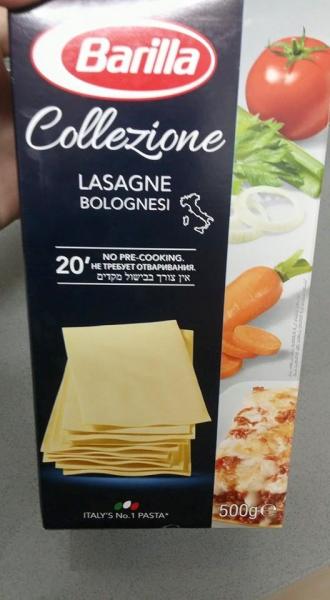 Barilla
Collezione
LASAGNE
BOLOGNESI
20'
NO PRE-COOKING.
НЕ ТРЕБУЕТ ОТВАРИВАНИЯ.
אין צורך בבישול מקדים
ITALY'S No.1 PASTA*
500g℮